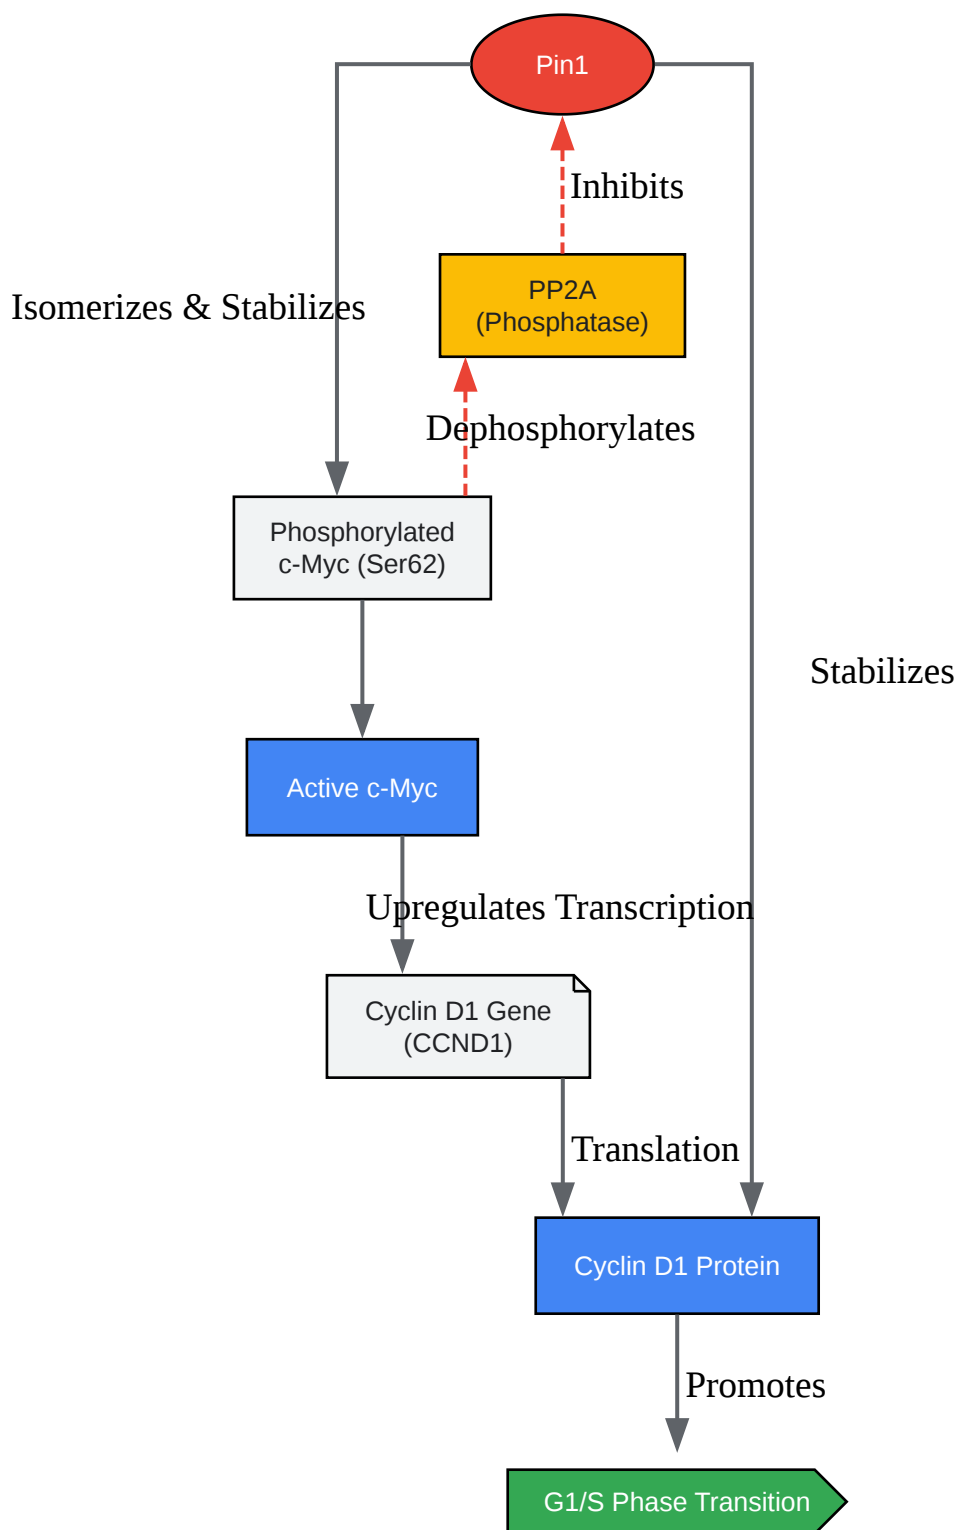 Pin1
Inhibits
PP2A
(Phosphatase)
Isomerizes & Stabilizes
Dephosphorylates
Phosphorylated
c-Myc (Ser62)
Stabilizes
Active c-Myc
Upregulates Transcription
Cyclin D1 Gene
(CCND1)
Translation
Cyclin D1 Protein
Promotes
G1/S Phase Transition